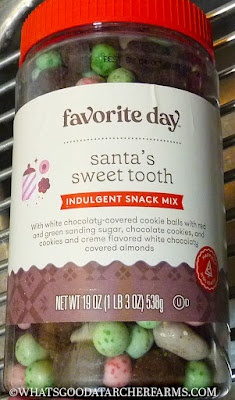 BEST BY
favorite day
santa's
sweet tooth
INDULGENT SNACK MIX
With white chocolaty-covered cookie balls with red
and green sanding sugar, chocolate cookies, and
cookies and creme flavored white chocolaty
covered almonds
NET WT 19 OZ (1 LB 3 OZ) 538g
U D
©WHATSGOODATARCHERFARMS.COM